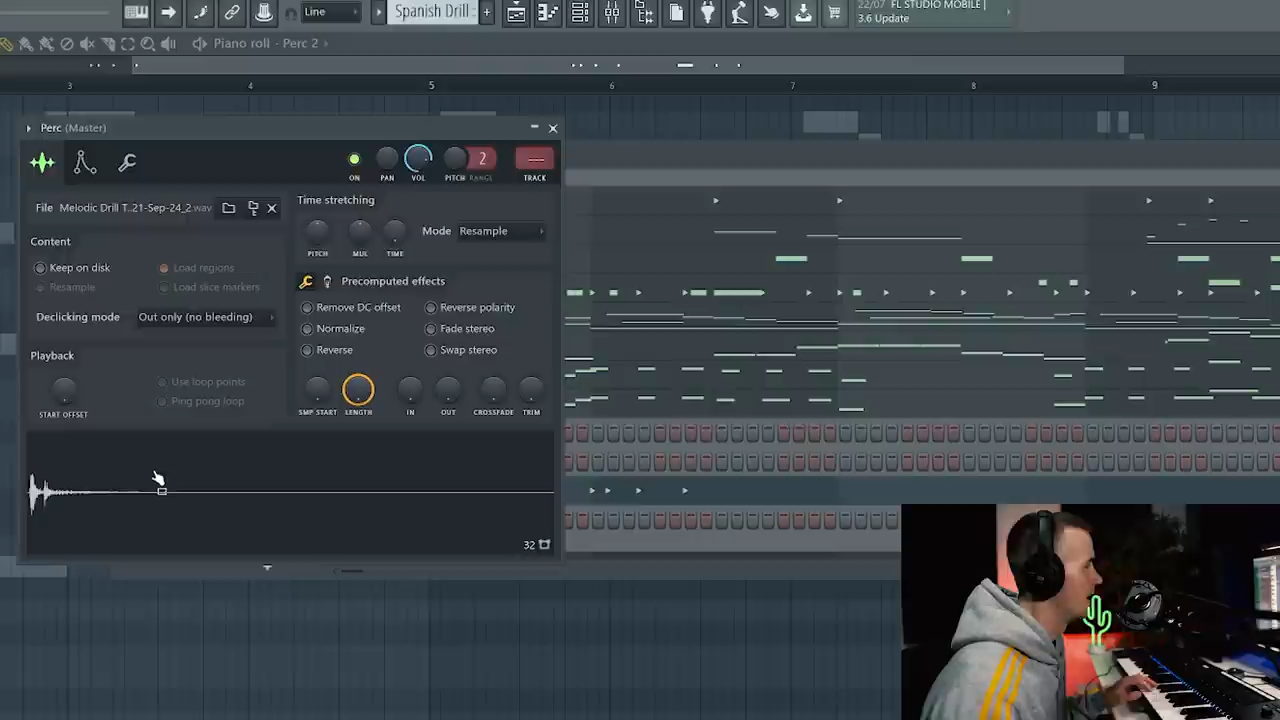 Line
Spanish Drill
22/07 FL STUDIO MOBILE |
3.6 Update
Piano roll - Perc 2
3 4 5 6 7 8 9
Perc (Master)
2
---
ON PAN VOL PITCH RANGE TRACK
File Melodic Drill T..21-Sep-24_2.wav
Time stretching
Mode Resample
PITCH MUL TIME
Content
Keep on disk
Load regions
Resample
Load slice markers
Declicking mode Out only (no bleeding)
Precomputed effects
Remove DC offset
Reverse polarity
Normalize
Fade stereo
Reverse
Swap stereo
Playback
Use loop points
Ping pong loop
START OFFSET
SMP START LENGTH IN OUT CROSSFADE TRIM
32